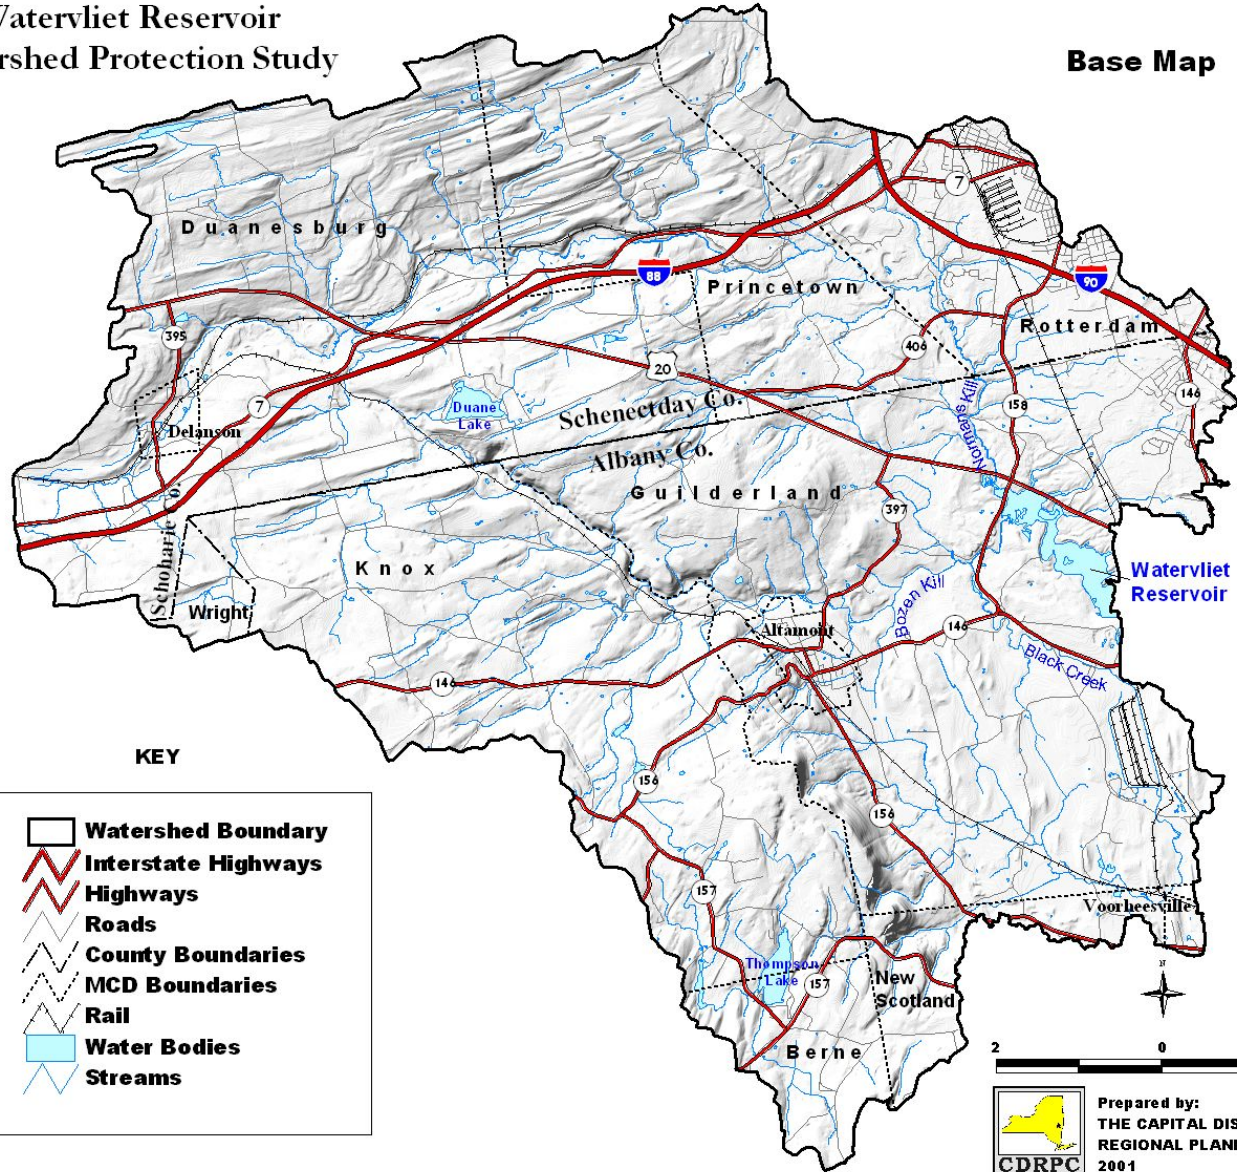 Watervliet Reservoir
rshed Protection Study
Base Map
Duanesburg
7
88
Princetown
90
Rotterdam
395
406
20
146
Duane
Lake
Schenectday Co.
Normans Kill
158
7
Delanson
Albany Co.
Guilderland
397
Schoharie Co.
Knox
Watervliet
Reservoir
Wright
Bozen Kill
Altamont
146
Black Creek
146
KEY
156
156
Watershed Boundary
Interstate Highways
Highways
Roads
County Boundaries
MCD Boundaries
Rail
Water Bodies
Streams
157
Voorheesville
Thompson
Lake
157
New
Scotland
N
Berne
2
0
Prepared by:
THE CAPITAL DIS
REGIONAL PLAN
2001
CDRPC